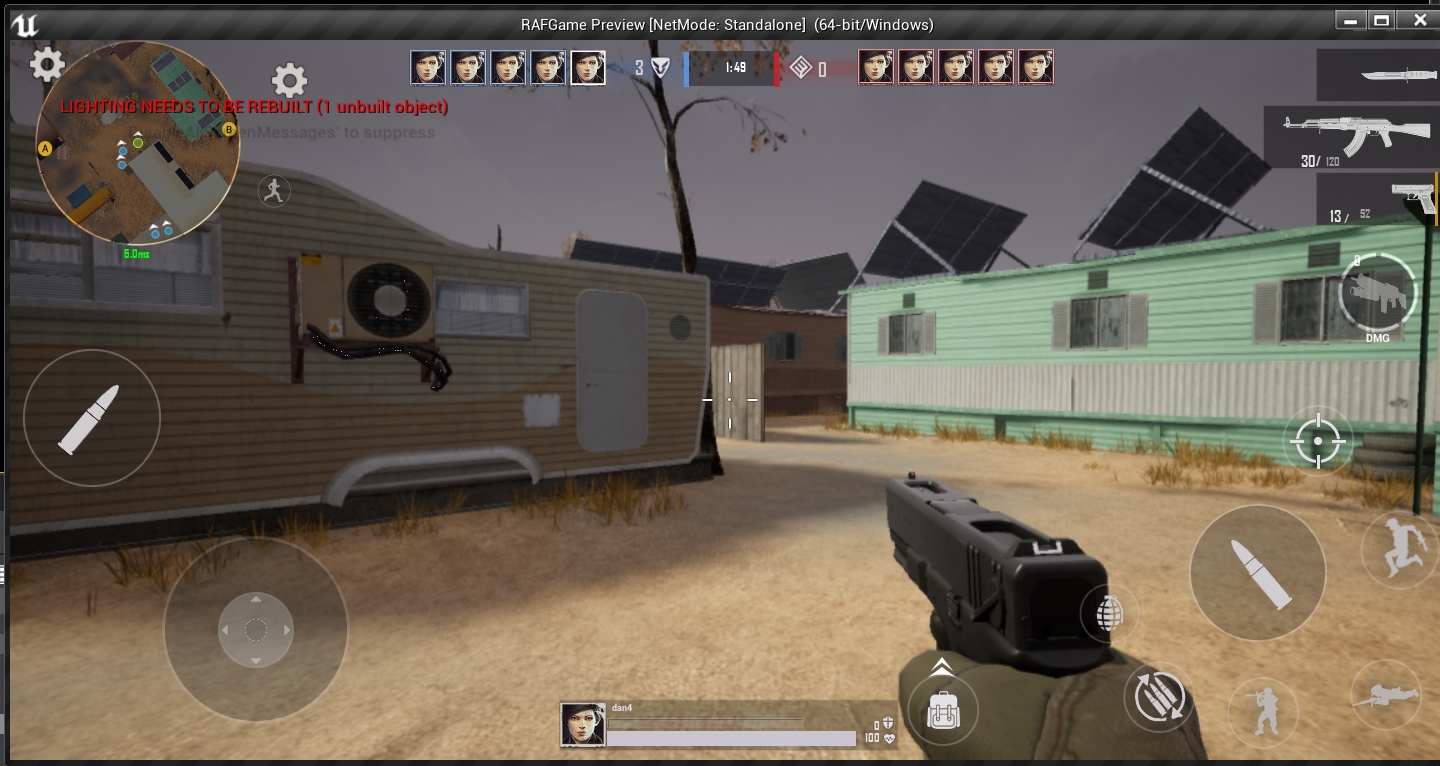 RAFGame Preview [NetMode: Standalone] (64-bit/Windows)
3
1:49
0
LIGHTING NEEDS TO BE REBUILT (1 unbuilt object)
enMessages' to suppress
B
A
30/ 120
13 / 52
6.0ms
0
DMG
dan4
0
100